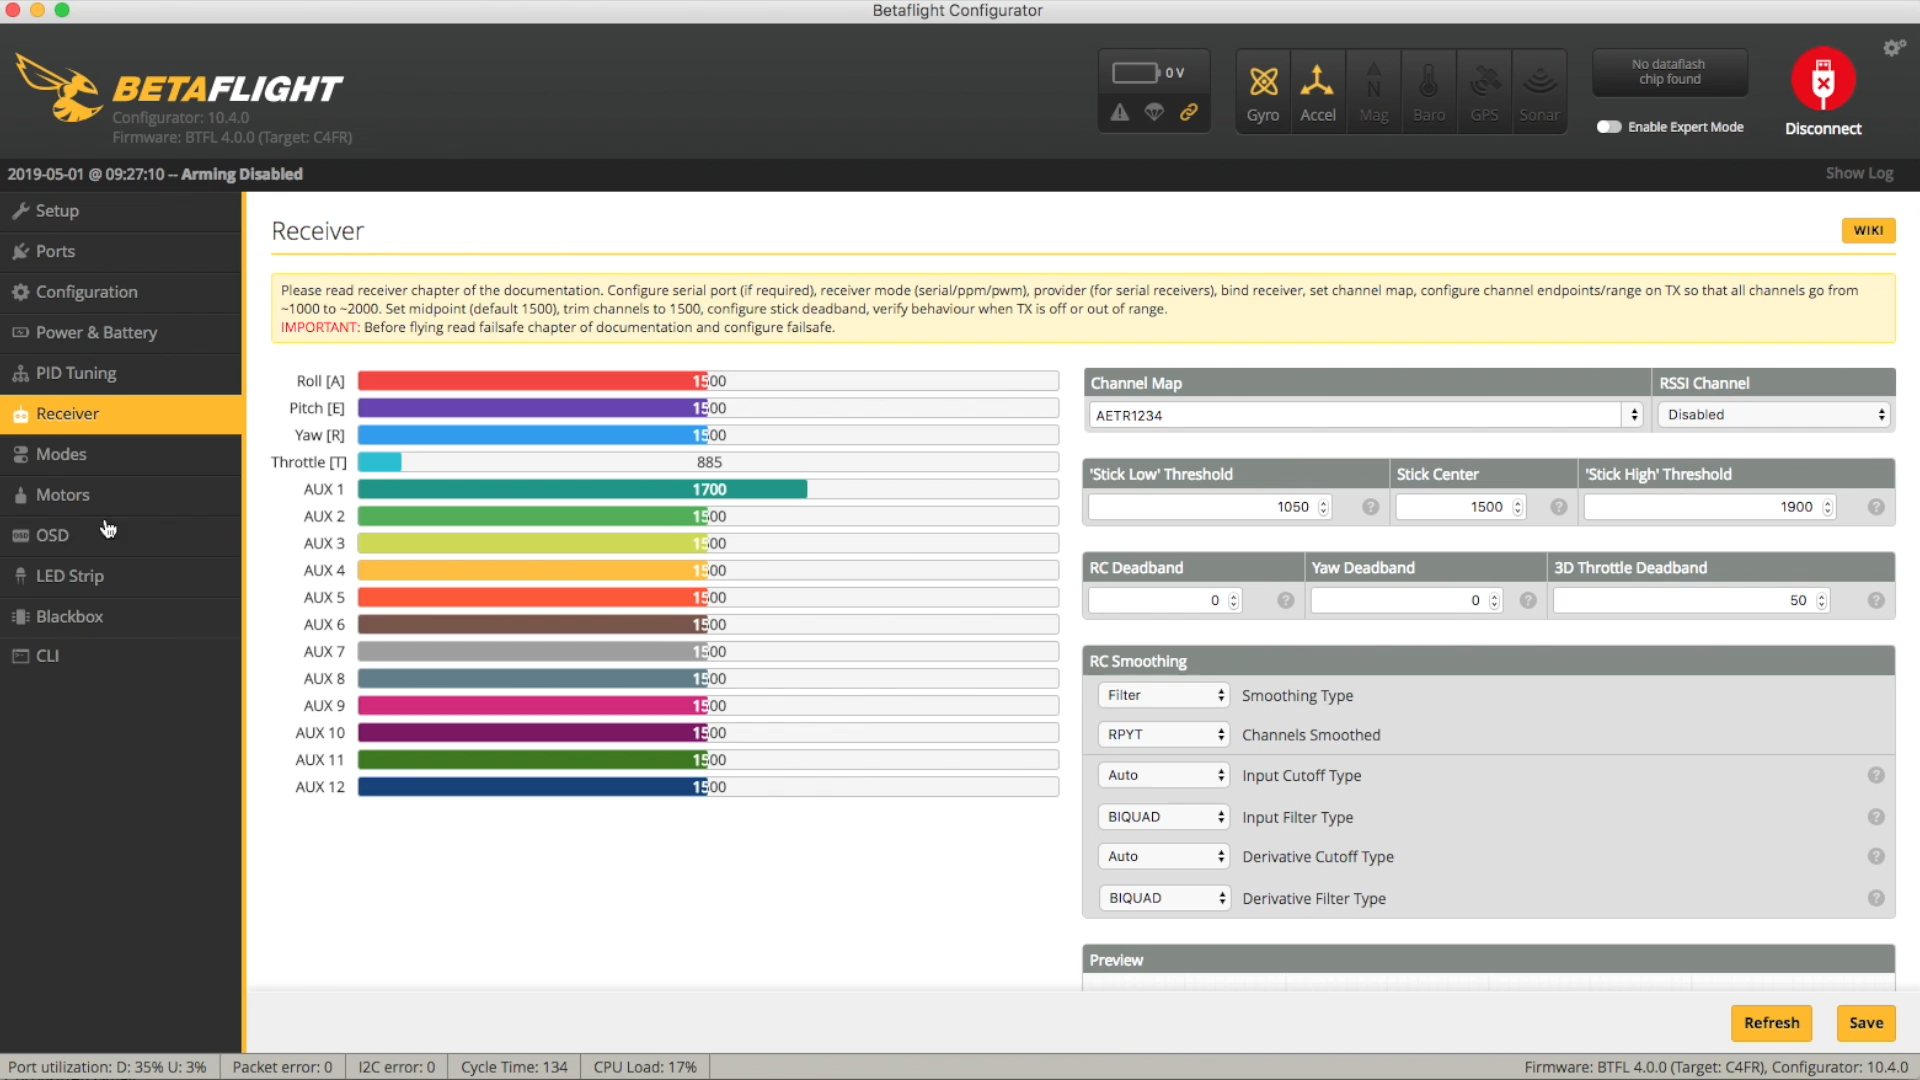 Betaflight Configurator
BETAFLIGHT
Configurator: 10.4.0
Firmware: BTFL 4.0.0 (Target: C4FR)
0 V
Gyro
Accel
Mag
Baro
GPS
Sonar
No dataflash
chip found
Enable Expert Mode
Disconnect
2019-05-01 @ 09:27:10 -- Arming Disabled
Show Log
Setup
Ports
Configuration
Power & Battery
PID Tuning
Receiver
Modes
Motors
OSD
LED Strip
Blackbox
CLI
Receiver
WIKI
Please read receiver chapter of the documentation. Configure serial port (if required), receiver mode (serial/ppm/pwm), provider (for serial receivers), bind receiver, set channel map, configure channel endpoints/range on TX so that all channels go from
~1000 to ~2000. Set midpoint (default 1500), trim channels to 1500, configure stick deadband, verify behaviour when TX is off or out of range.
IMPORTANT: Before flying read failsafe chapter of documentation and configure failsafe.
Roll [A] 1500
Pitch [E] 1500
Yaw [R] 1500
Throttle [T] 885
AUX 1 1700
AUX 2 1500
AUX 3 1500
AUX 4 1500
AUX 5 1500
AUX 6 1500
AUX 7 1500
AUX 8 1500
AUX 9 1500
AUX 10 1500
AUX 11 1500
AUX 12 1500
Channel Map RSSI Channel
AETR1234 Disabled
'Stick Low' Threshold Stick Center 'Stick High' Threshold
1050 ? 1500 ? 1900 ?
RC Deadband Yaw Deadband 3D Throttle Deadband
0 ? 0 ? 50 ?
RC Smoothing
Filter Smoothing Type
RPYT Channels Smoothed
Auto Input Cutoff Type ?
BIQUAD Input Filter Type ?
Auto Derivative Cutoff Type ?
BIQUAD Derivative Filter Type ?
Preview
Refresh Save
Port utilization: D: 35% U: 3% Packet error: 0 I2C error: 0 Cycle Time: 134 CPU Load: 17% Firmware: BTFL 4.0.0 (Target: C4FR), Configurator: 10.4.0